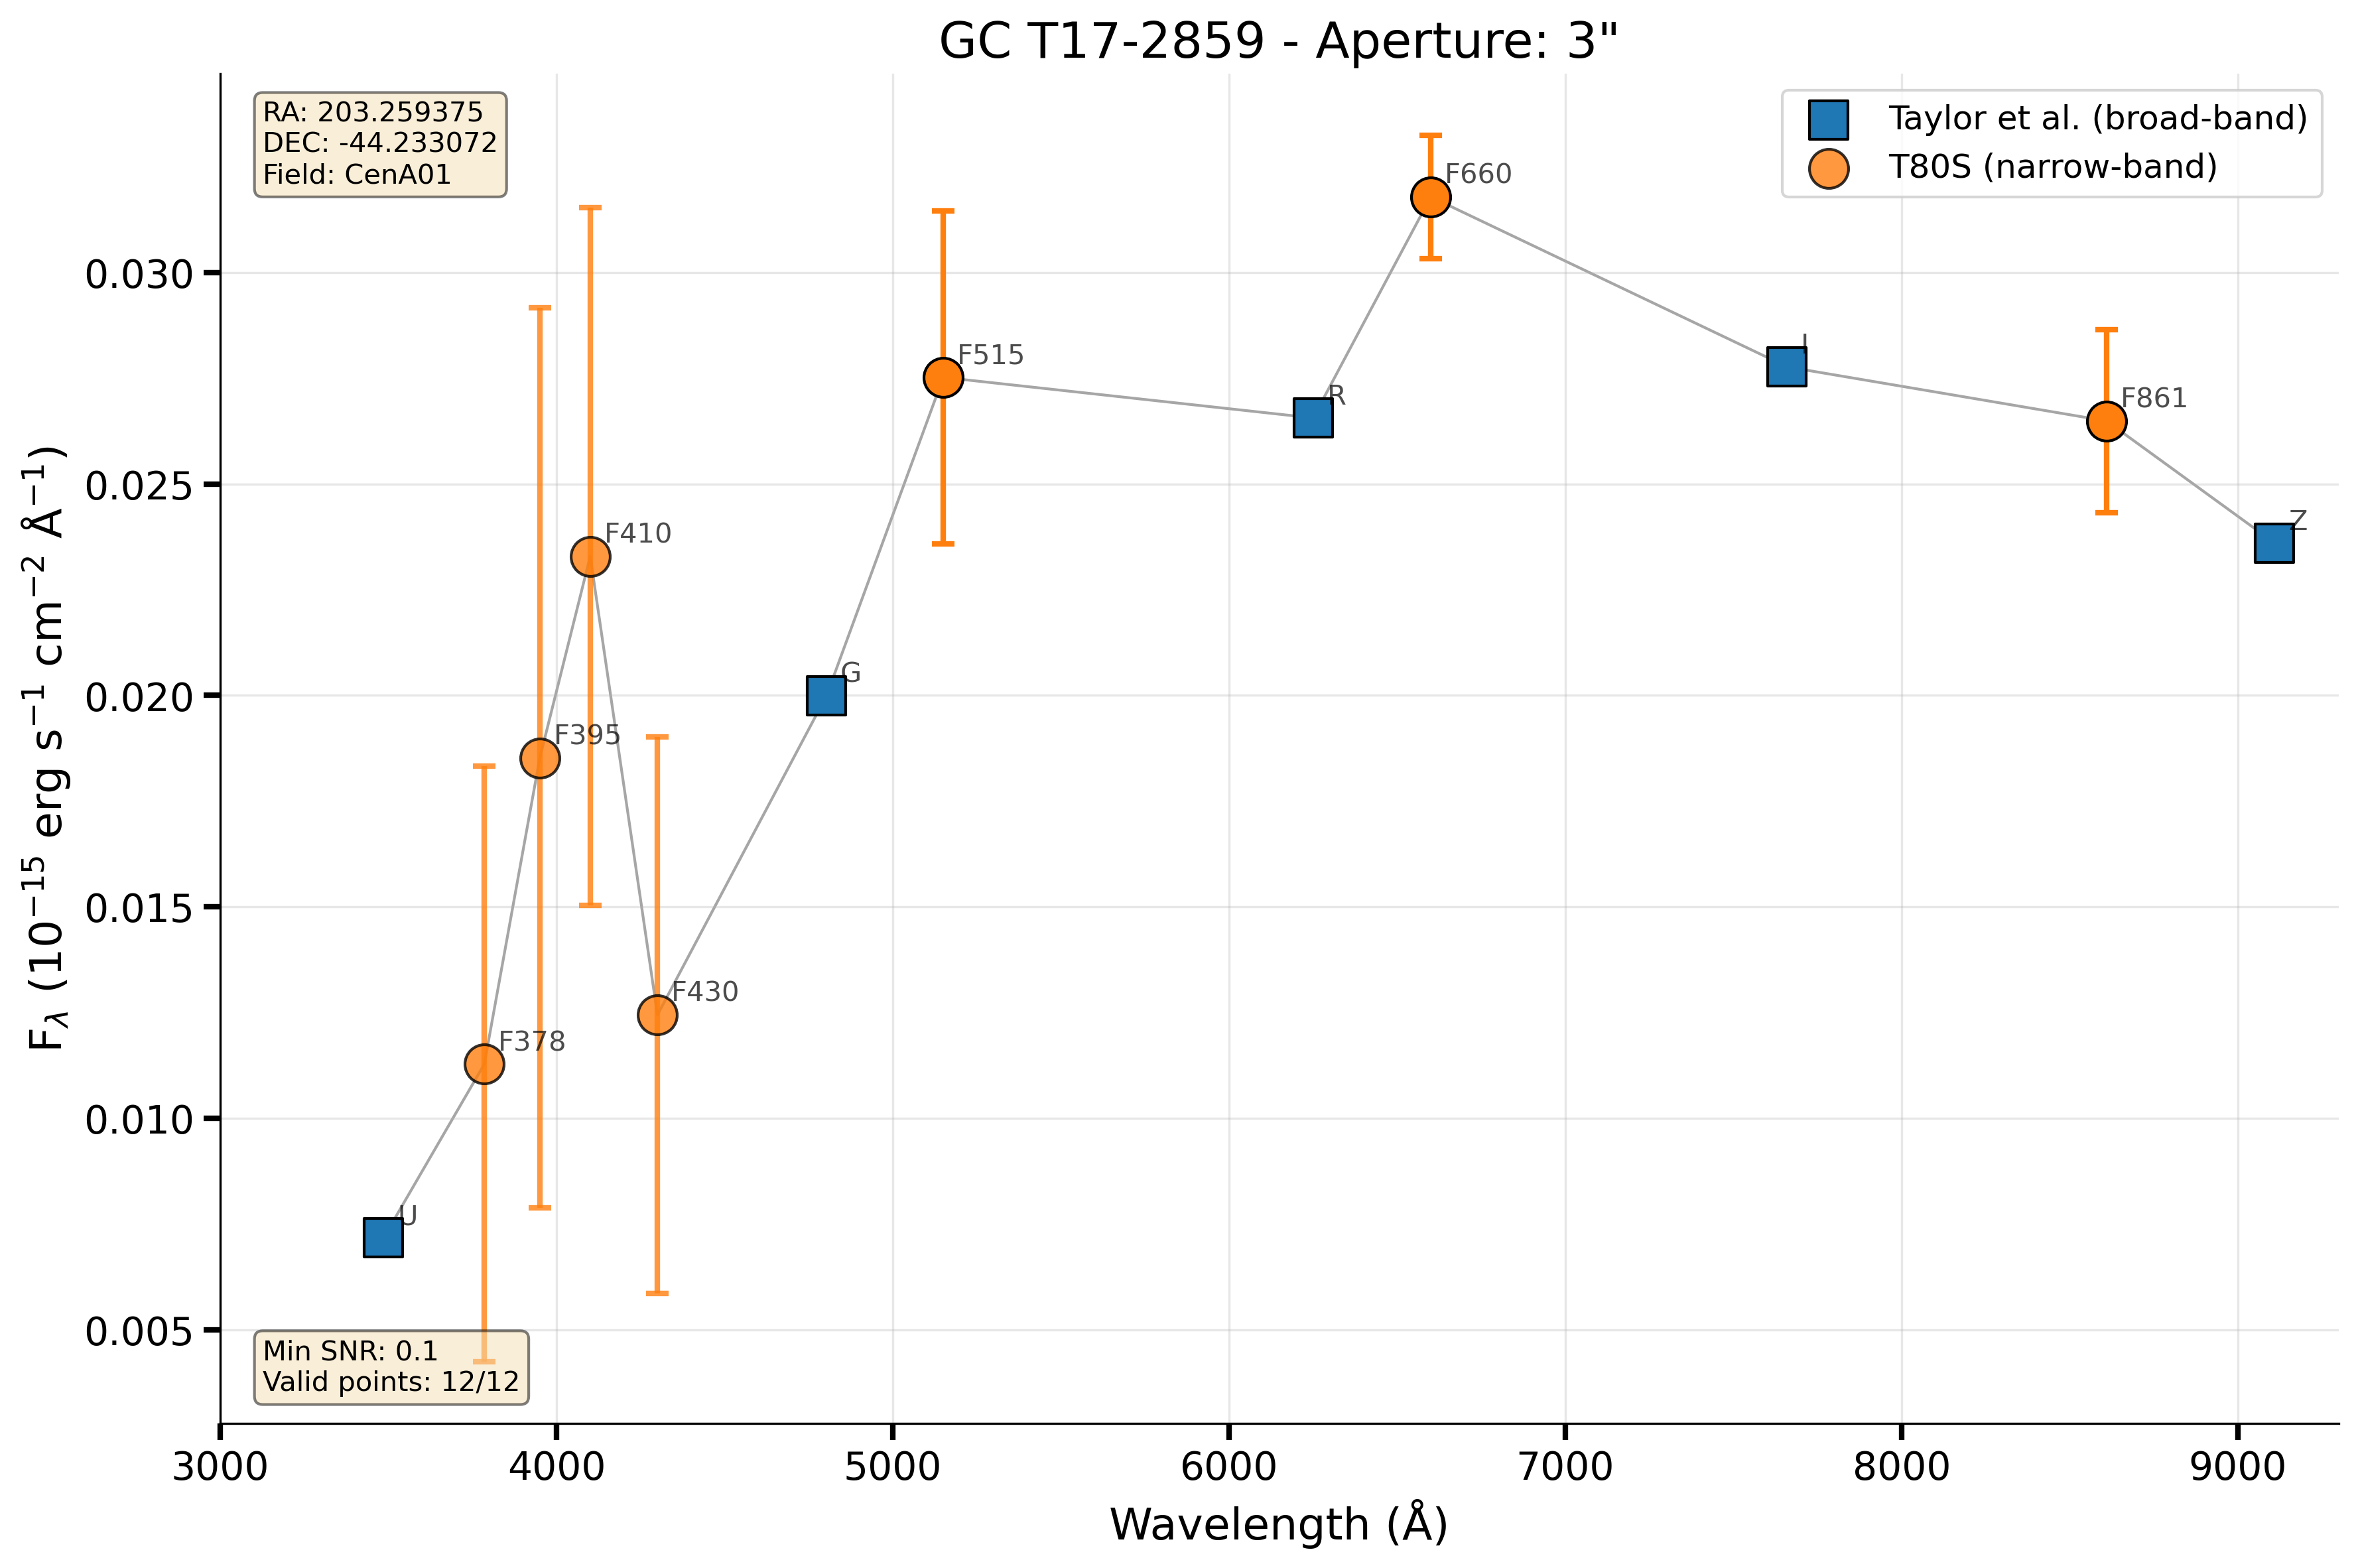 GC T17-2859 - Aperture: 3"
RA: 203.259375
DEC: -44.233072
Field: CenA01
Taylor et al. (broad-band)
T80S (narrow-band)
F660
F515
I
R
F861
Z
F410
G
F395
F430
F378
U
0.030
0.025
0.020
0.015
0.010
0.005
F_λ (10⁻¹⁵ erg s⁻¹ cm⁻² Å⁻¹)
Min SNR: 0.1
Valid points: 12/12
3000 4000 5000 6000 7000 8000 9000
Wavelength (Å)